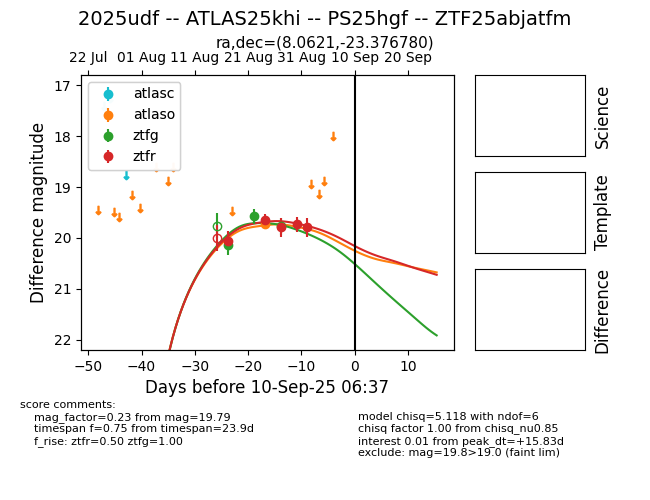 2025udf -- ATLAS25khi -- PS25hgf -- ZTF25abjatfm
ra,dec=(8.0621,-23.376780)
22 Jul 01 Aug 11 Aug 21 Aug 31 Aug 10 Sep 20 Sep
atlasc
atlaso
ztfg
ztfr
17
18
19
20
21
22
Difference magnitude
−50 −40 −30 −20 −10 0 10
Days before 10-Sep-25 06:37
Science
Template
Difference
score comments:
mag_factor=0.23 from mag=19.79
timespan f=0.75 from timespan=23.9d
f_rise: ztfr=0.50 ztfg=1.00
model chisq=5.118 with ndof=6
chisq factor 1.00 from chisq_nu0.85
interest 0.01 from peak_dt=+15.83d
exclude: mag=19.8>19.0 (faint lim)